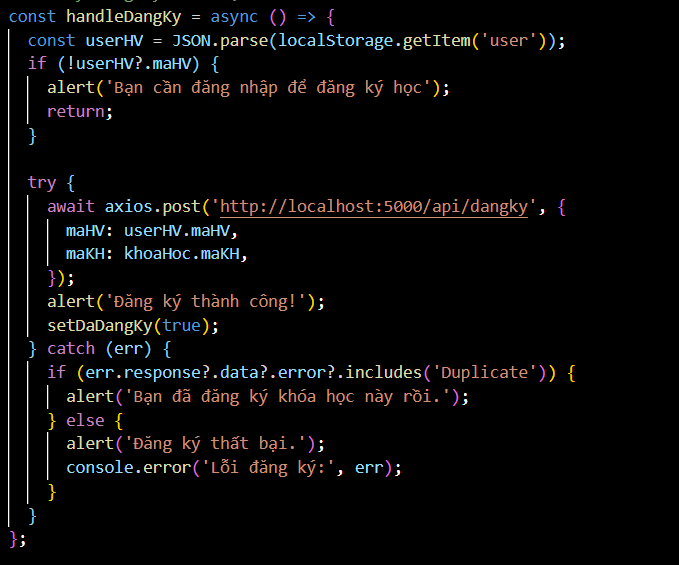 const handleDangKy = async () => {
  const userHV = JSON.parse(localStorage.getItem('user'));
  if (!userHV?.maHV) {
    alert('Bạn cần đăng nhập để đăng ký học');
    return;
  }

  try {
    await axios.post('http://localhost:5000/api/dangky', {
      maHV: userHV.maHV,
      maKH: khoaHoc.maKH,
    });
    alert('Đăng ký thành công!');
    setDaDangKy(true);
  } catch (err) {
    if (err.response?.data?.error?.includes('Duplicate')) {
      alert('Bạn đã đăng ký khóa học này rồi.');
    } else {
      alert('Đăng ký thất bại.');
      console.error('Lỗi đăng ký:', err);
    }
  }
};